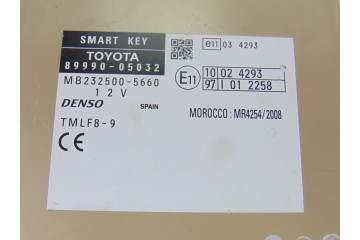 SMART KEY
TOYOTA
89990-05032
MB232500-5660
12V
DENSO
SPAIN
TMLF8-9
CE
e11 03 4293
E11
10 02 4293
97 I 01 2258
MOROCCO : MR4254/2008